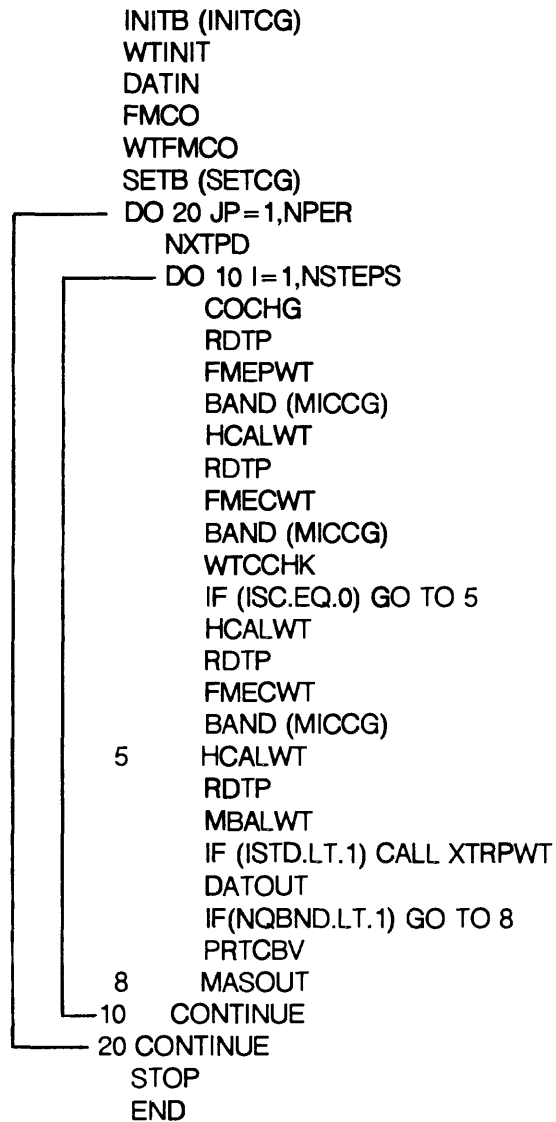 INITB (INITCG)
WTINIT
DATIN
FMCO
WTFMCO
SETB (SETCG)
DO 20 JP=1,NPER
NXTPD
DO 10 I=1,NSTEPS
COCHG
RDTP
FMEPWT
BAND (MICCG)
HCALWT
RDTP
FMECWT
BAND (MICCG)
WTCCHK
IF (ISC.EQ.0) GO TO 5
HCALWT
RDTP
FMECWT
BAND (MICCG)
5 HCALWT
RDTP
MBALWT
IF (ISTD.LT.1) CALL XTRPWT
DATOUT
IF(NQBND.LT.1) GO TO 8
PRTCBV
8 MASOUT
10 CONTINUE
20 CONTINUE
STOP
END